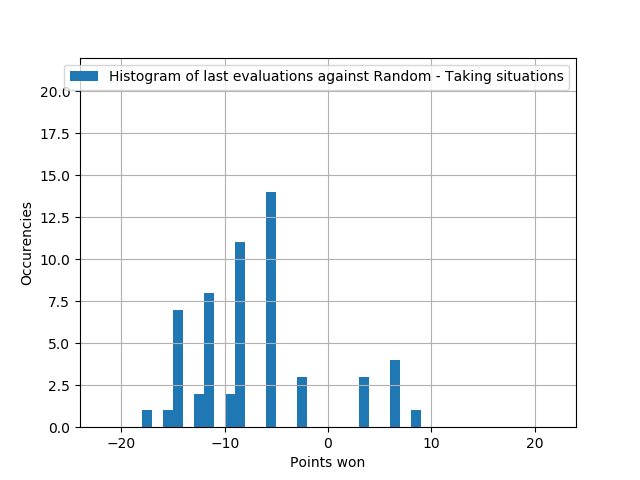 Histogram of last evaluations against Random - Taking situations
20.0
17.5
15.0
12.5
10.0
7.5
5.0
2.5
0.0
Occurencies
−20 −10 0 10 20
Points won